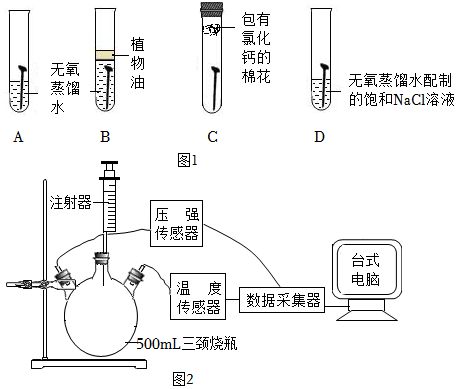 无氧
蒸馏
水
植
物
油
包有
氯化
钙的
棉花
无氧蒸馏水配制
的饱和NaCl溶液
A
B
C
D
图1
注射器
压 强
传感器
温 度
传感器
数据采集器
台式
电脑
500mL三颈烧瓶
图2